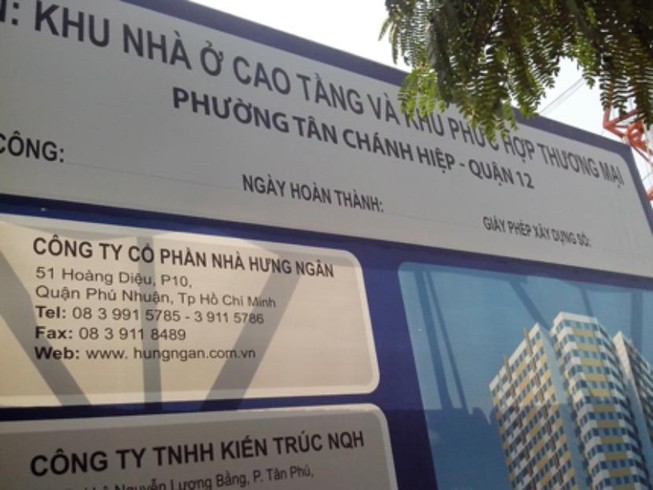 N: KHU NHÀ Ở CAO TẦNG VÀ KHU PHỨC HỢP THƯƠNG MẠI
PHƯỜNG TÂN CHÁNH HIỆP - QUẬN 12
CÔNG:
NGÀY HOÀN THÀNH:
GIẤY PHÉP XÂY DỰNG SỐ:
CÔNG TY CỔ PHẦN NHÀ HƯNG NGÂN
51 Hoàng Diệu, P10,
Quận Phú Nhuận, Tp Hồ Chí Minh
Tel: 08 3 991 5785 - 3 911 5786
Fax: 08 3 911 8489
Web: www. hungngan.com.vn
CÔNG TY TNHH KIẾN TRÚC NQH
Nguyễn Lương Bằng, P. Tân Phú,